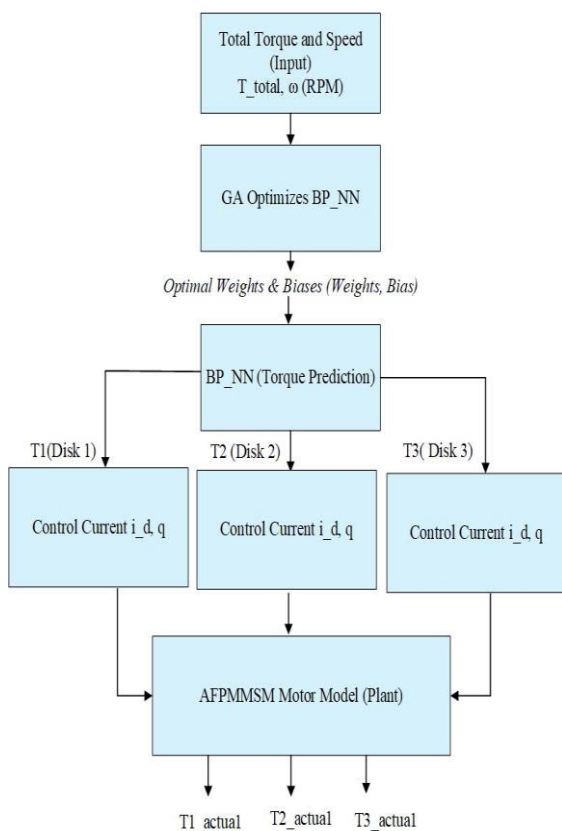 Total Torque and Speed
(Input)
T_total, ω (RPM)
GA Optimizes BP_NN
Optimal Weights & Biases (Weights, Bias)
BP_NN (Torque Prediction)
T1(Disk 1)
T2 (Disk 2)
T3( Disk 3)
Control Current i_d, q
Control Current i_d, q
Control Current i_d, q
AFPMMSM Motor Model (Plant)
T1_actual
T2_actual
T3_actual